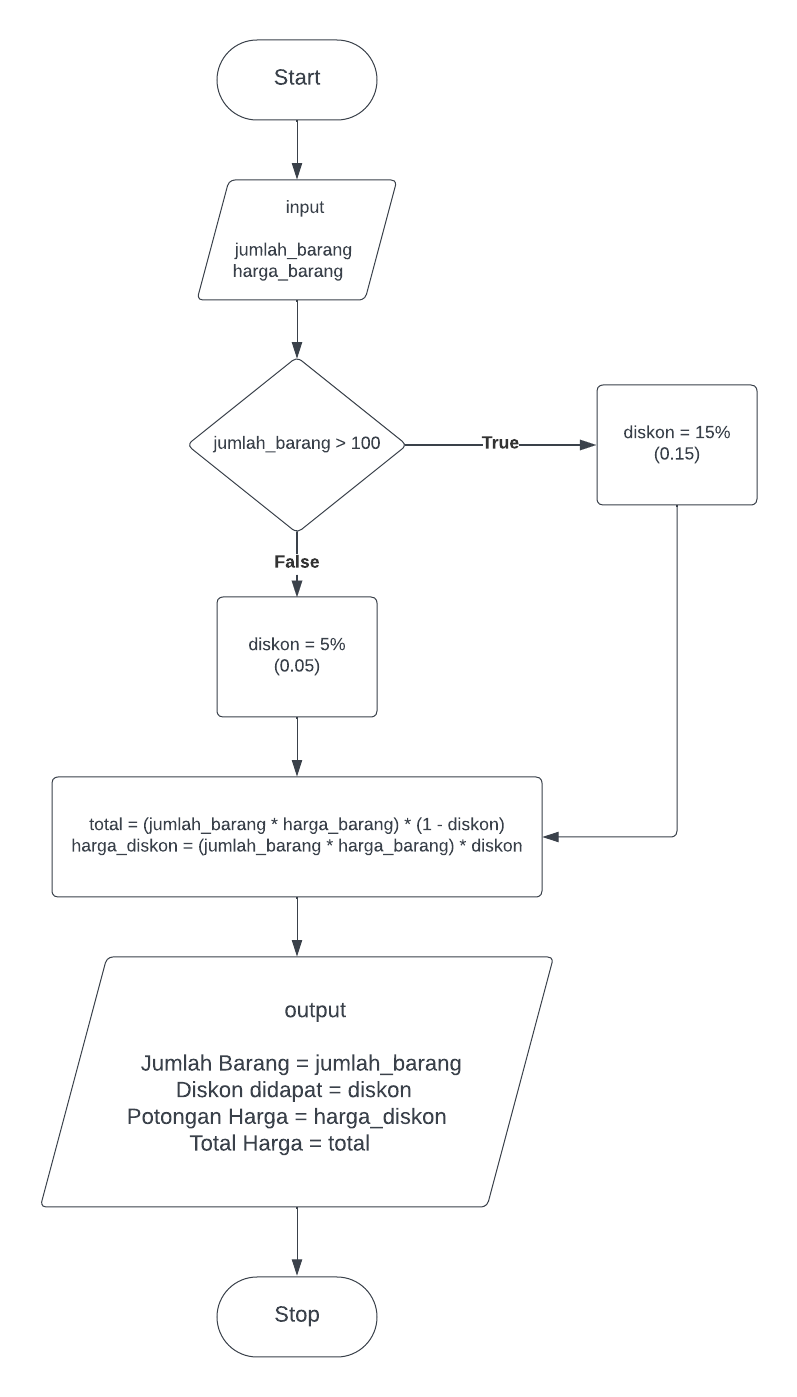 Start
input
jumlah_barang
harga_barang
jumlah_barang > 100
True
diskon = 15%
(0.15)
False
diskon = 5%
(0.05)
total = (jumlah_barang * harga_barang) * (1 - diskon)
harga_diskon = (jumlah_barang * harga_barang) * diskon
output
Jumlah Barang = jumlah_barang
Diskon didapat = diskon
Potongan Harga = harga_diskon
Total Harga = total
Stop